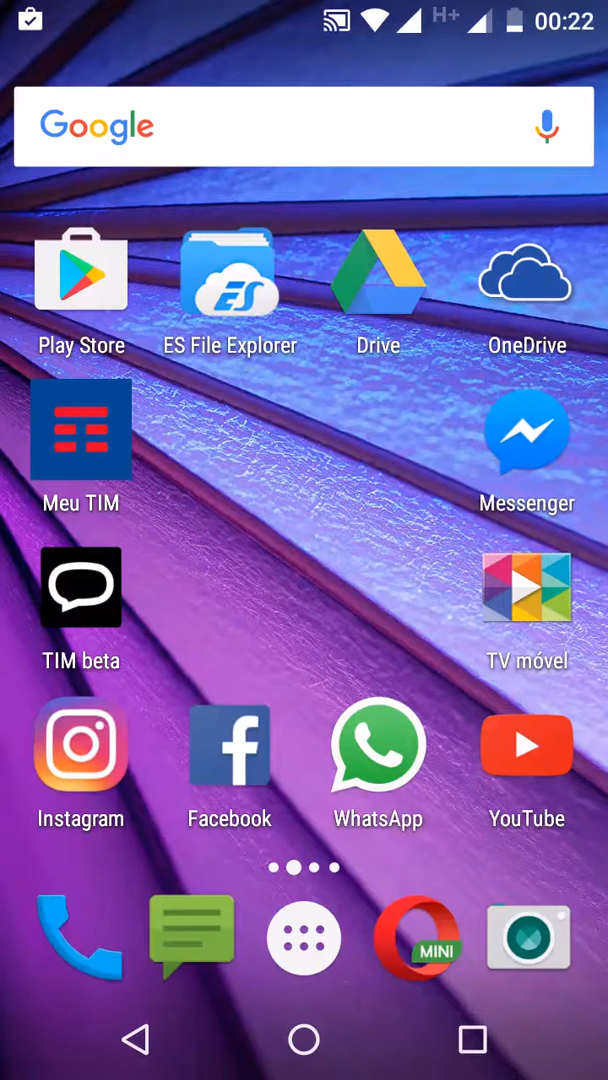 H+ 00:22
Google
Play Store ES File Explorer Drive OneDrive
Meu TIM Messenger
TIM beta TV móvel
Instagram Facebook WhatsApp YouTube
MINI